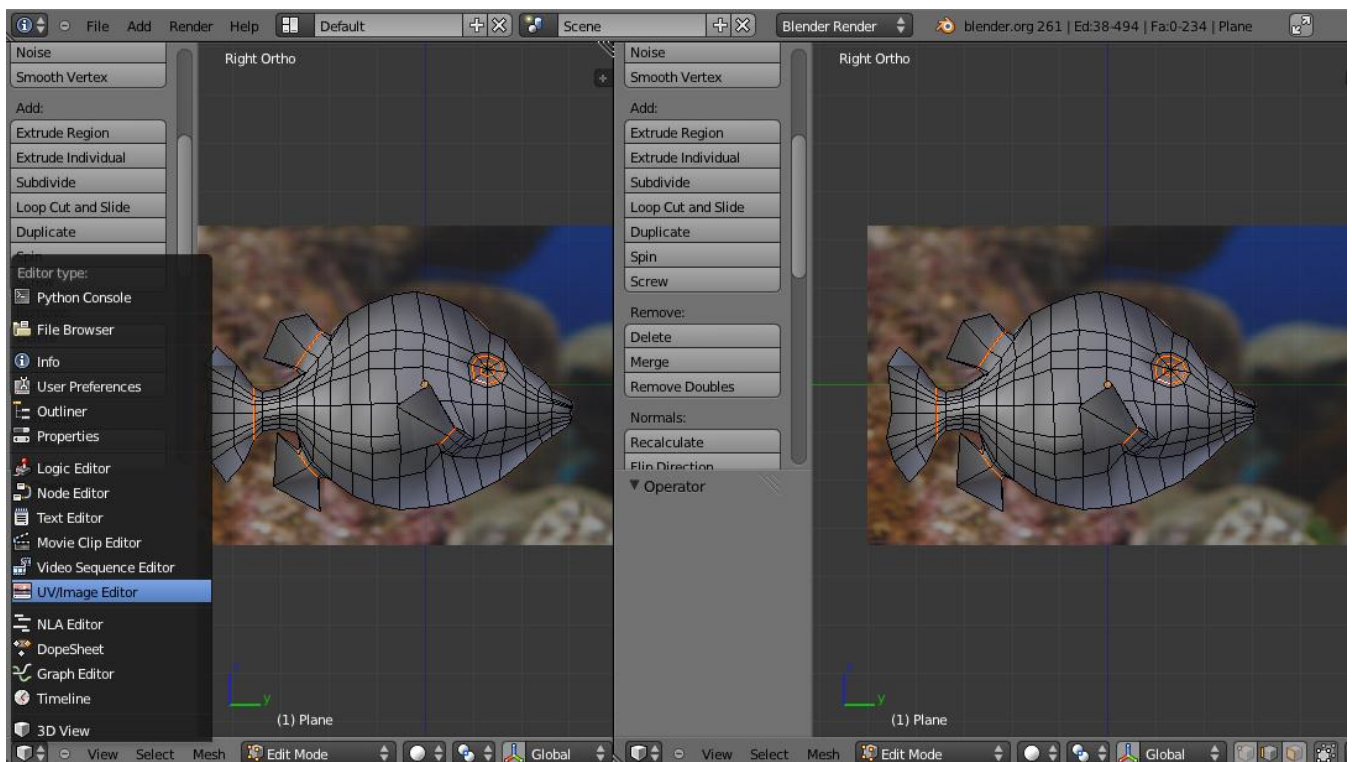 File Add Render Help Default Scene Blender Render blender.org 261 | Ed:38-494 | Fa:0-234 | Plane
Noise
Smooth Vertex
Add:
Extrude Region
Extrude Individual
Subdivide
Loop Cut and Slide
Duplicate
Spin
Editor type:
Python Console
File Browser
Info
User Preferences
Outliner
Properties
Logic Editor
Node Editor
Text Editor
Movie Clip Editor
Video Sequence Editor
UV/Image Editor
NLA Editor
DopeSheet
Graph Editor
Timeline
3D View
Right Ortho
y
(1) Plane
View Select Mesh Edit Mode Global
Noise
Smooth Vertex
Add:
Extrude Region
Extrude Individual
Subdivide
Loop Cut and Slide
Duplicate
Spin
Screw
Remove:
Delete
Merge
Remove Doubles
Normals:
Recalculate
Flip Direction
Operator
Right Ortho
y
(1) Plane
View Select Mesh Edit Mode Global